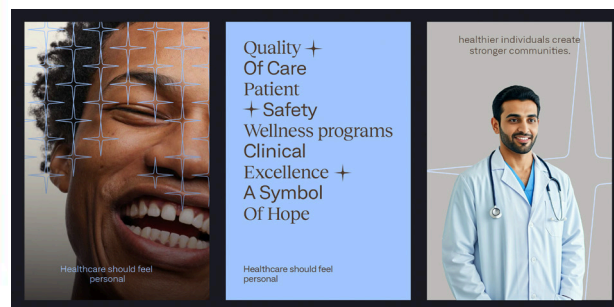 Healthcare should feel
personal
Quality
Of Care
Patient
Safety
Wellness programs
Clinical
Excellence
A Symbol
Of Hope
Healthcare should feel
personal
healthier individuals create
stronger communities.